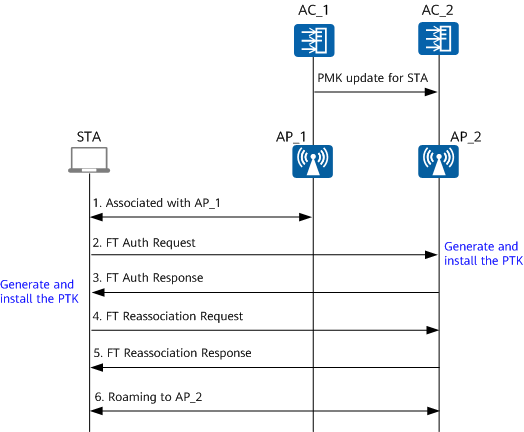 AC_1
AC_2
PMK update for STA
STA
AP_1
AP_2
1. Associated with AP_1
2. FT Auth Request
Generate and
install the PTK
3. FT Auth Response
Generate and
install the PTK
4. FT Reassociation Request
5. FT Reassociation Response
6. Roaming to AP_2